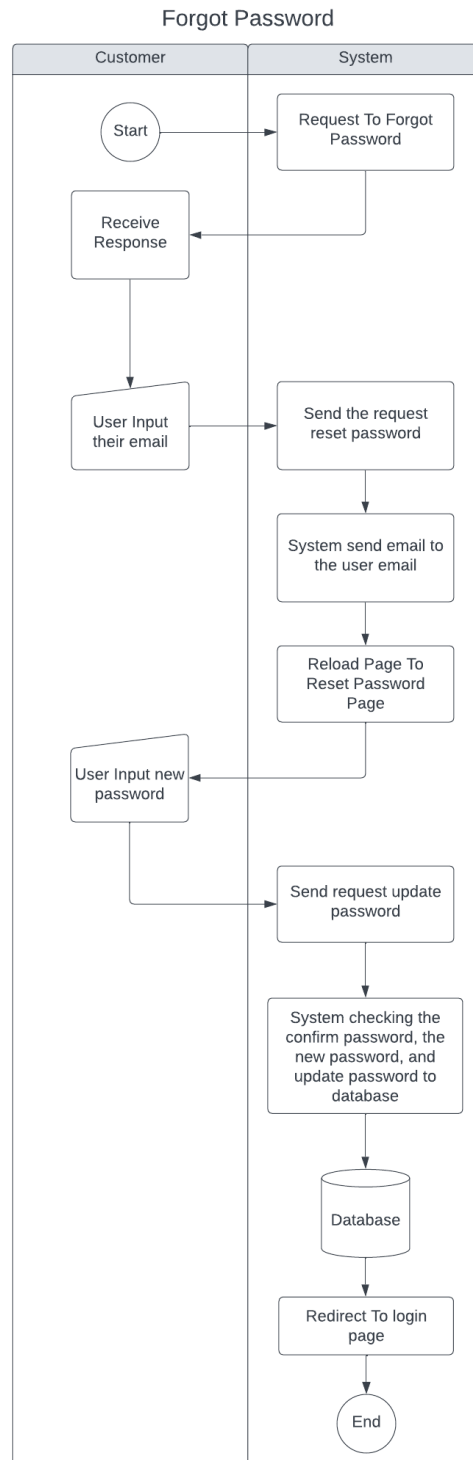 Forgot Password
Customer
System
Start
Request To Forgot
Password
Receive
Response
User Input
their email
Send the request
reset password
System send email to
the user email
Reload Page To
Reset Password
Page
User Input new
password
Send request update
password
System checking the
confirm password, the
new password, and
update password to
database
Database
Redirect To login
page
End